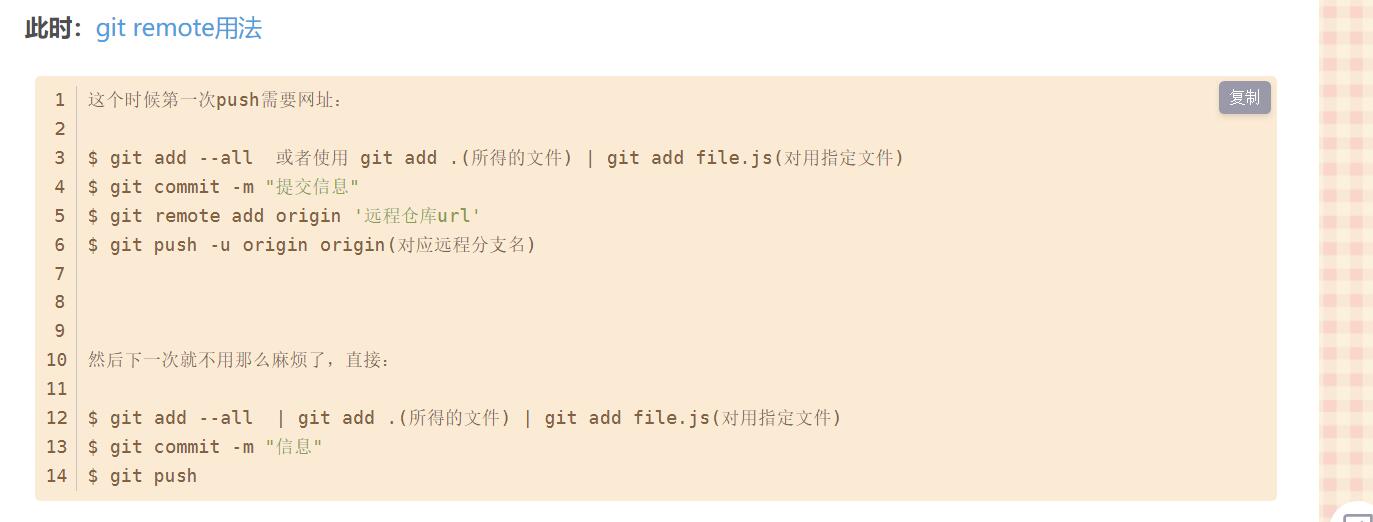 此时：git remote用法
复制
1 这个时候第一次push需要网址：
2
3 $ git add --all  或者使用 git add .(所得的文件) | git add file.js(对用指定文件)
4 $ git commit -m "提交信息"
5 $ git remote add origin '远程仓库url'
6 $ git push -u origin origin(对应远程分支名)
7
8
9
10 然后下一次就不用那么麻烦了，直接：
11
12 $ git add --all  | git add .(所得的文件) | git add file.js(对用指定文件)
13 $ git commit -m "信息"
14 $ git push